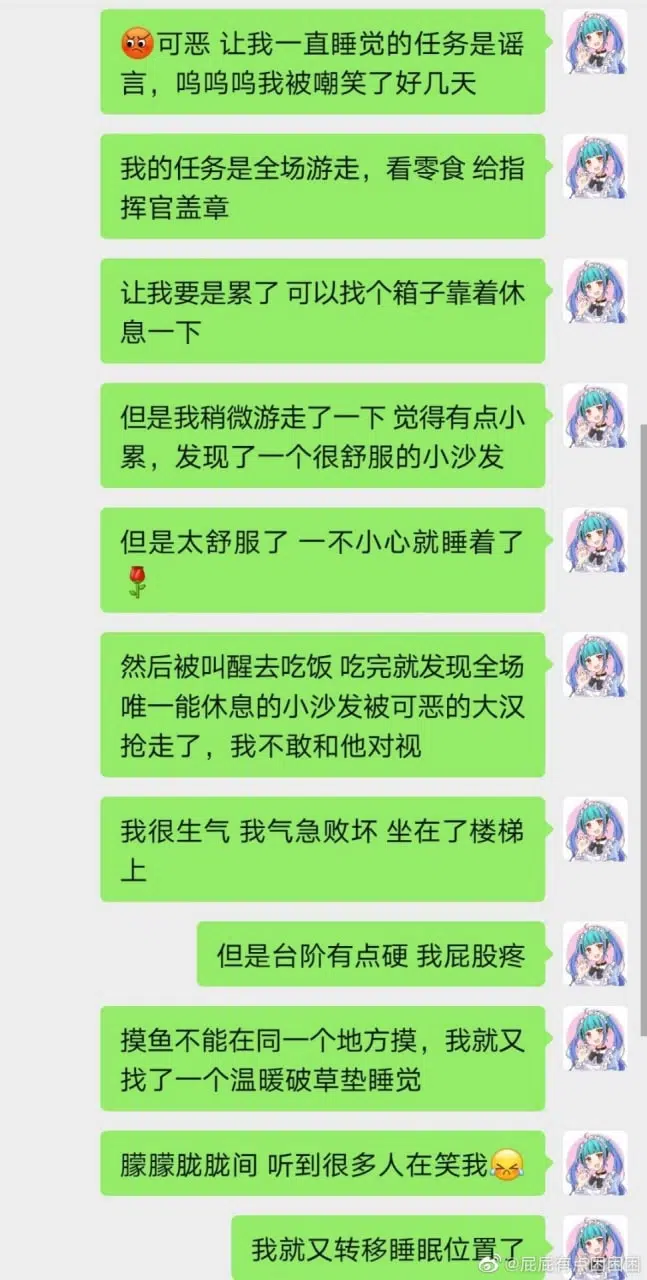 😡可恶 让我一直睡觉的任务是谣
言，呜呜呜我被嘲笑了好几天
我的任务是全场游走，看零食 给指
挥官盖章
让我要是累了 可以找个箱子靠着休
息一下
但是我稍微游走了一下 觉得有点小
累，发现了一个很舒服的小沙发
但是太舒服了 一不小心就睡着了
🌹
然后被叫醒去吃饭 吃完就发现全场
唯一能休息的小沙发被可恶的大汉
抢走了，我不敢和他对视
我很生气 我气急败坏 坐在了楼梯
上
但是台阶有点硬 我屁股疼
摸鱼不能在同一个地方摸，我就又
找了一个温暖破草垫睡觉
朦朦胧胧间 听到很多人在笑我😹
我就又转移睡眠位置了
@屁屁有点困困困